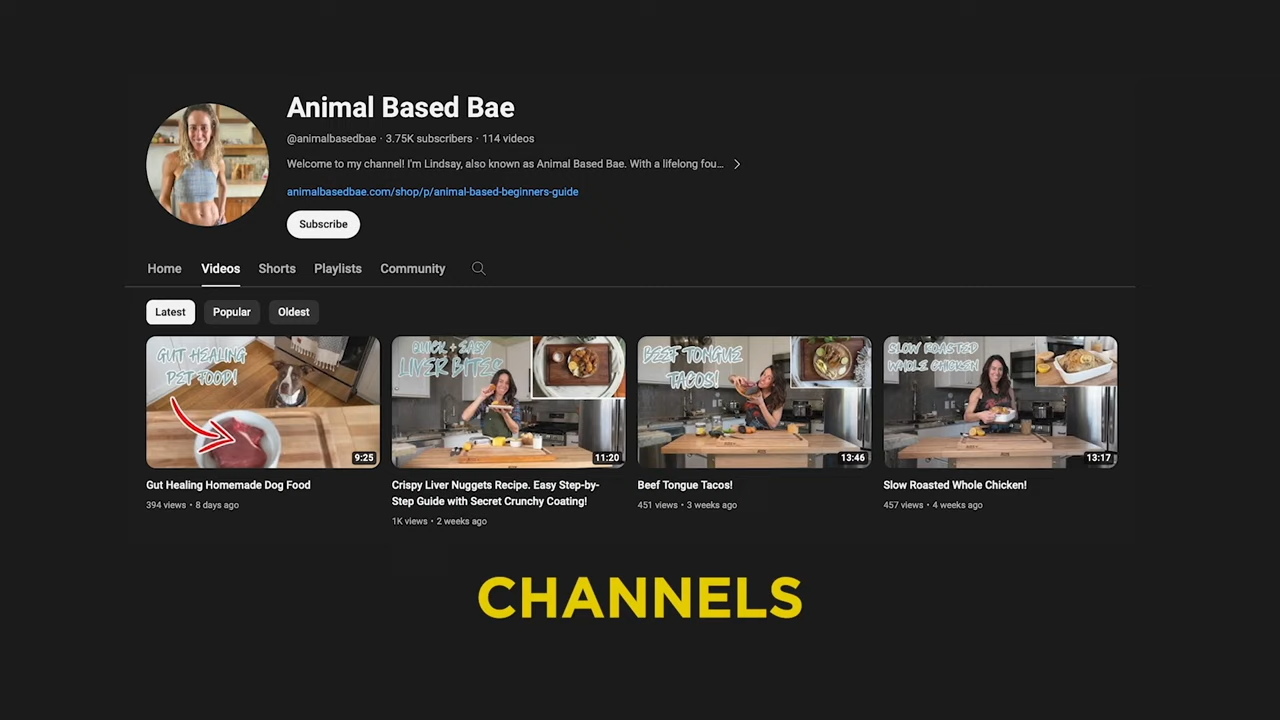 Animal Based Bae
@animalbasedbae · 3.75K subscribers · 114 videos
Welcome to my channel! I'm Lindsay, also known as Animal Based Bae. With a lifelong fou...
animalbasedbae.com/shop/p/animal-based-beginners-guide
Subscribe
Home Videos Shorts Playlists Community
Latest Popular Oldest
GUT HEALING
PET FOOD!
9:25
QUICK + EASY
LIVER BITES
11:20
BEEF TONGUE
TACOS!
13:46
SLOW ROASTED
WHOLE CHICKEN!
13:17
Gut Healing Homemade Dog Food
394 views • 8 days ago
Crispy Liver Nuggets Recipe. Easy Step-by-
Step Guide with Secret Crunchy Coating!
1K views • 2 weeks ago
Beef Tongue Tacos!
451 views • 3 weeks ago
Slow Roasted Whole Chicken!
457 views • 4 weeks ago
CHANNELS